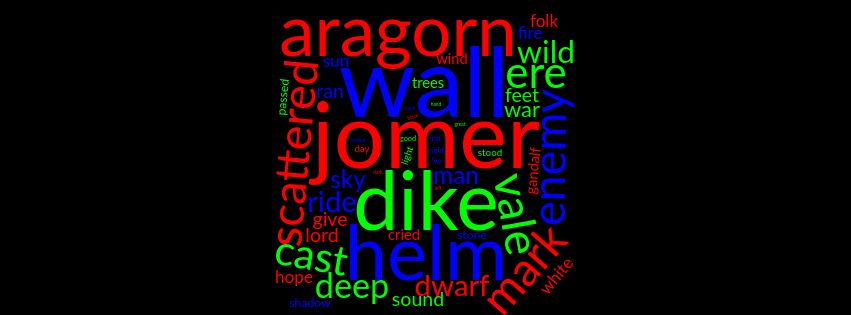 folk
aragorn
fire
wild
wind
sun
wall
ere
scattered
trees
ran
feet
passed
hand
war
enemy
jomer
great
good
day
light
stood
gandalf
sky
man
vale
ride
dike
mark
give
lord
cried
stone
helm
cast
white
hope
deep
dwarf
sound
shadow